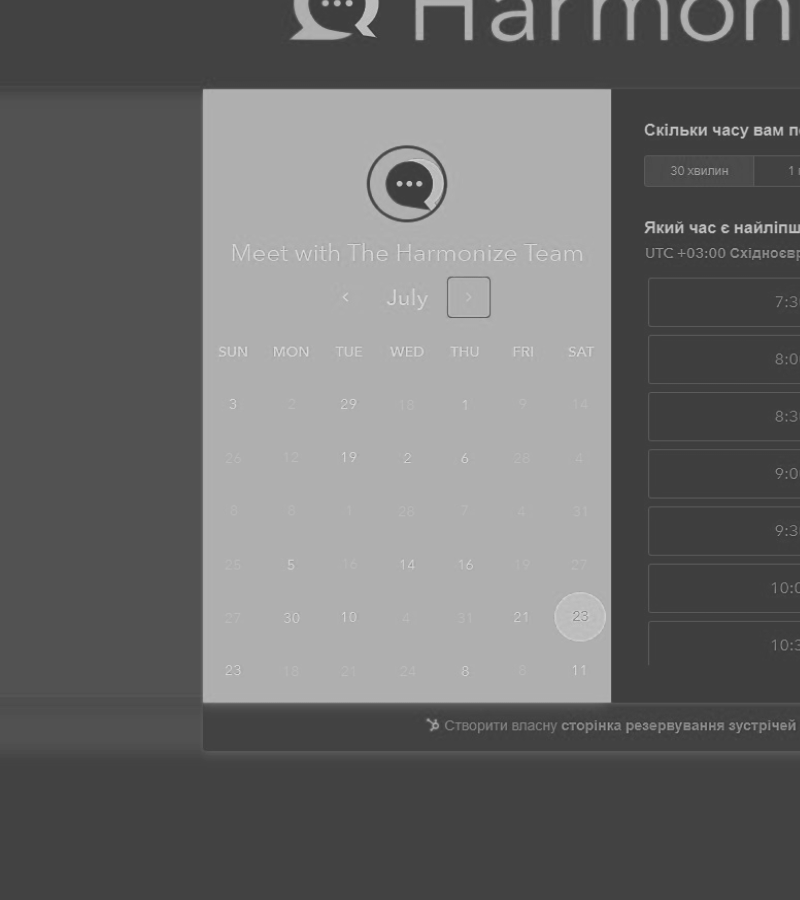 Harmon
Скільки часу вам п
30 хвилин 1
Meet with The Harmonize Team
Який час є найліпш
UTC +03:00 Східноєвр
‹ July ›
7:3
SUN MON TUE WED THU FRI SAT
8:0
3 2 29 13 1 9 14
8:3
26 12 19 2 6 28 4
9:0
8 6 1 28 7 4 31
9:3
25 5 16 14 16 19 27
10:0
27 30 10 4 31 21 23
10:3
23 18 21 24 8 11
Створити власну сторінка резервування зустрічей